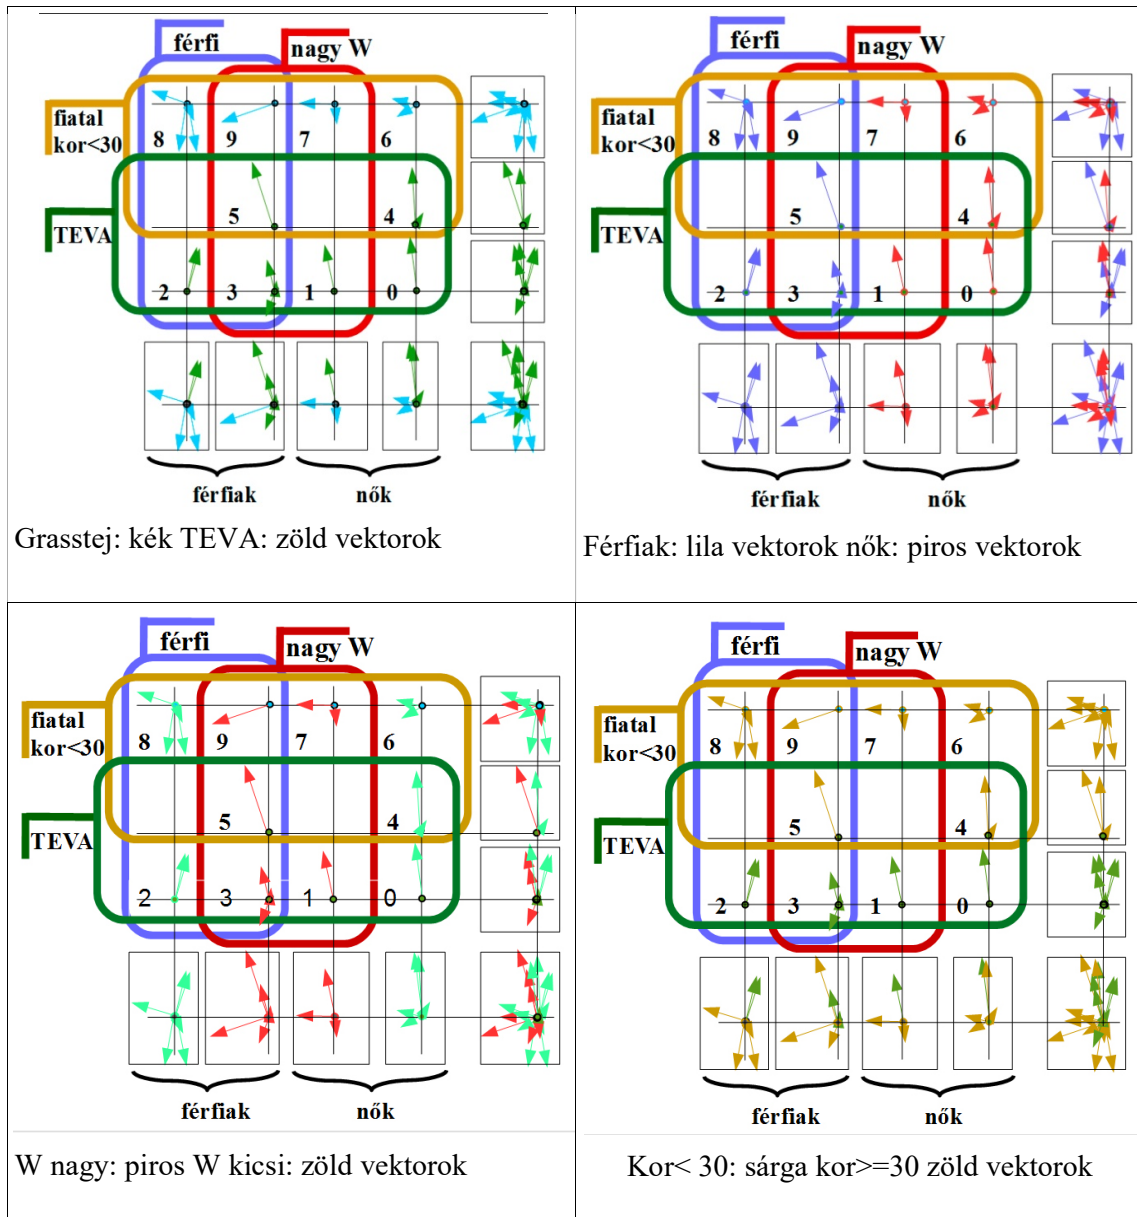 férfi
nagy W
fiatal
kor<30
8 9 7 6
5 4
TEVA
2 3 1 0
férfiak nők
Grasstej: kék TEVA: zöld vektorok
férfi
nagy W
fiatal
kor<30
8 9 7 6
5 4
TEVA
2 3 1 0
férfiak nők
Férfiak: lila vektorok nők: piros vektorok
férfi
nagy W
fiatal
kor<30
8 9 7 6
5 4
TEVA
2 3 1 0
férfiak nők
W nagy: piros W kicsi: zöld vektorok
férfi
nagy W
fiatal
kor<30
8 9 7 6
5 4
TEVA
2 3 1 0
férfiak nők
Kor< 30: sárga kor>=30 zöld vektorok